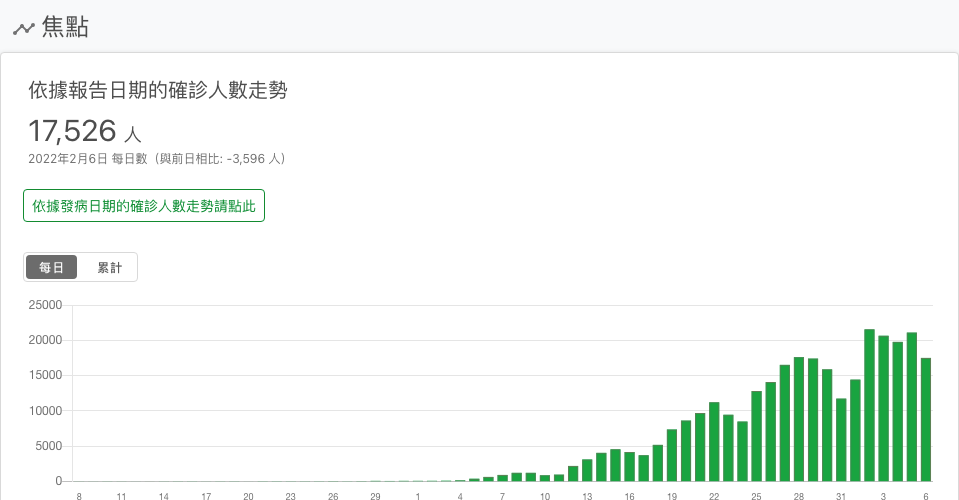 焦點
依據報告日期的確診人數走勢
17,526 人
2022年2月6日 每日數（與前日相比: -3,596 人）
依據發病日期的確診人數走勢請點此
每日 累計
25000
20000
15000
10000
5000
0
8 11 14 17 20 23 26 29 1 4 7 10 13 16 19 22 25 28 31 3 6